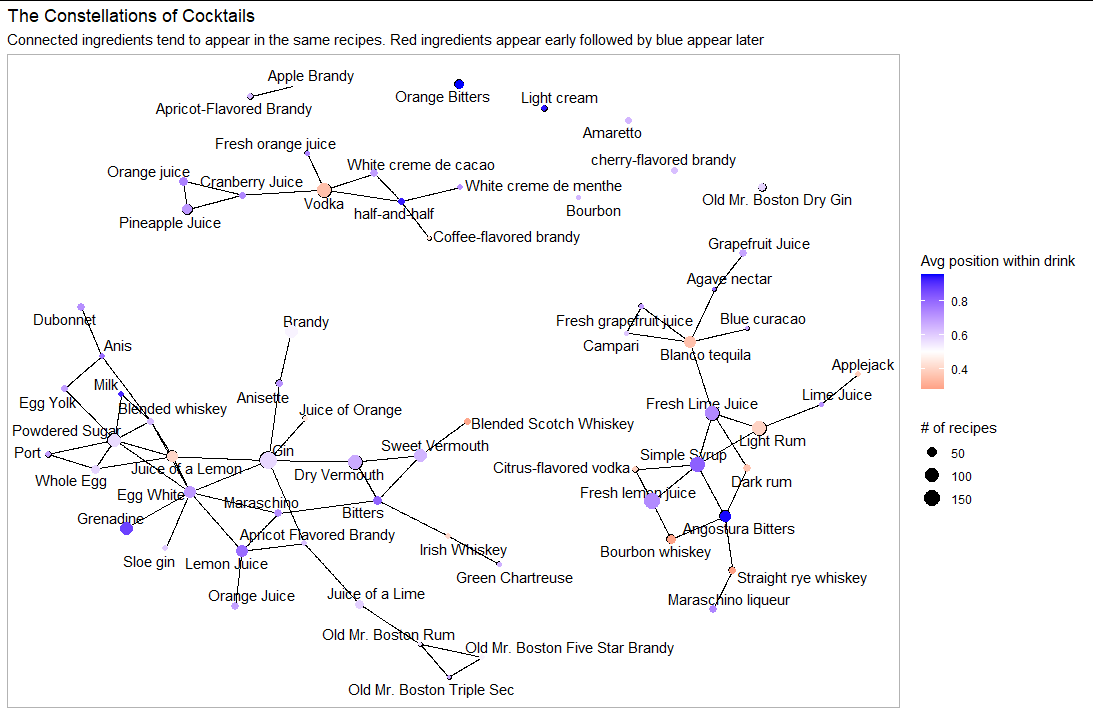 The Constellations of Cocktails
Connected ingredients tend to appear in the same recipes. Red ingredients appear early followed by blue appear later
Apple Brandy
Apricot-Flavored Brandy
Orange Bitters
Light cream
Amaretto
Fresh orange juice
cherry-flavored brandy
White creme de cacao
Orange juice
Cranberry Juice
White creme de menthe
Vodka
Old Mr. Boston Dry Gin
Bourbon
half-and-half
Pineapple Juice
Coffee-flavored brandy
Grapefruit Juice
Agave nectar
Dubonnet
Brandy
Fresh grapefruit juice
Blue curacao
Anis
Campari
Blanco tequila
Applejack
Milk
Lime Juice
Anisette
Egg Yolk
Blended whiskey
Juice of Orange
Fresh Lime Juice
Blended Scotch Whiskey
Powdered Sugar
Light Rum
Sweet Vermouth
Port
Gin
Simple Syrup
Juice of a Lemon
Citrus-flavored vodka
Dry Vermouth
Whole Egg
Dark rum
Egg White
Fresh lemon juice
Maraschino
Bitters
Grenadine
Angostura Bitters
Apricot Flavored Brandy
Irish Whiskey
Bourbon whiskey
Sloe gin
Lemon Juice
Green Chartreuse
Straight rye whiskey
Orange Juice
Juice of a Lime
Maraschino liqueur
Old Mr. Boston Rum
Old Mr. Boston Five Star Brandy
Old Mr. Boston Triple Sec
Avg position within drink
0.8
0.6
0.4
# of recipes
50
100
150